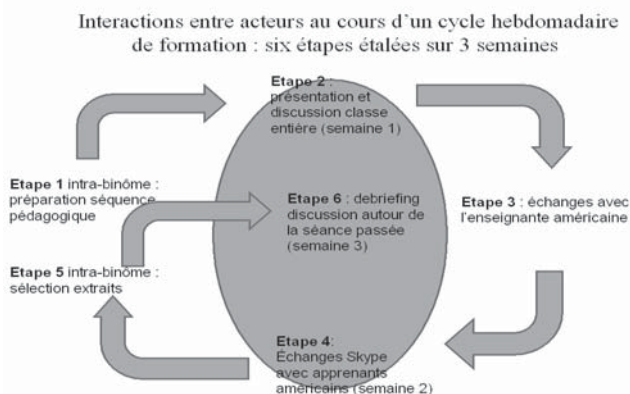 Interactions entre acteurs au cours d'un cycle hebdomadaire
de formation : six étapes étalées sur 3 semaines
Etape 1 intra-binôme :
préparation séquence
pédagogique
Etape 2 :
présentation et
discussion classe
entière (semaine 1)
Etape 3 : échanges avec
l'enseignante américaine
Etape 4:
Échanges Skype
avec apprenants
américains (semaine 2)
Etape 5 intra-binôme :
sélection extraits
Etape 6 : debriefing
discussion autour de
la séance passée
(semaine 3)